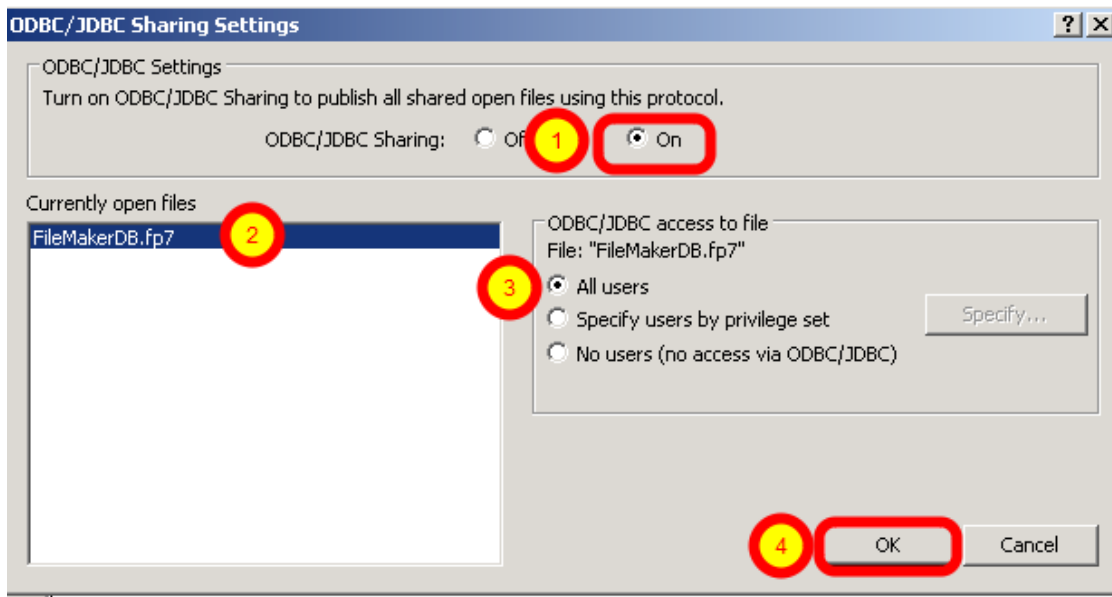 ODBC/JDBC Sharing Settings
ODBC/JDBC Settings
Turn on ODBC/JDBC Sharing to publish all shared open files using this protocol.
ODBC/JDBC Sharing: Of 1 On
Currently open files
FileMakerDB.fp7 2
ODBC/JDBC access to file
File: "FileMakerDB.fp7"
3 All users
Specify users by privilege set
Specify...
No users (no access via ODBC/JDBC)
4 OK Cancel